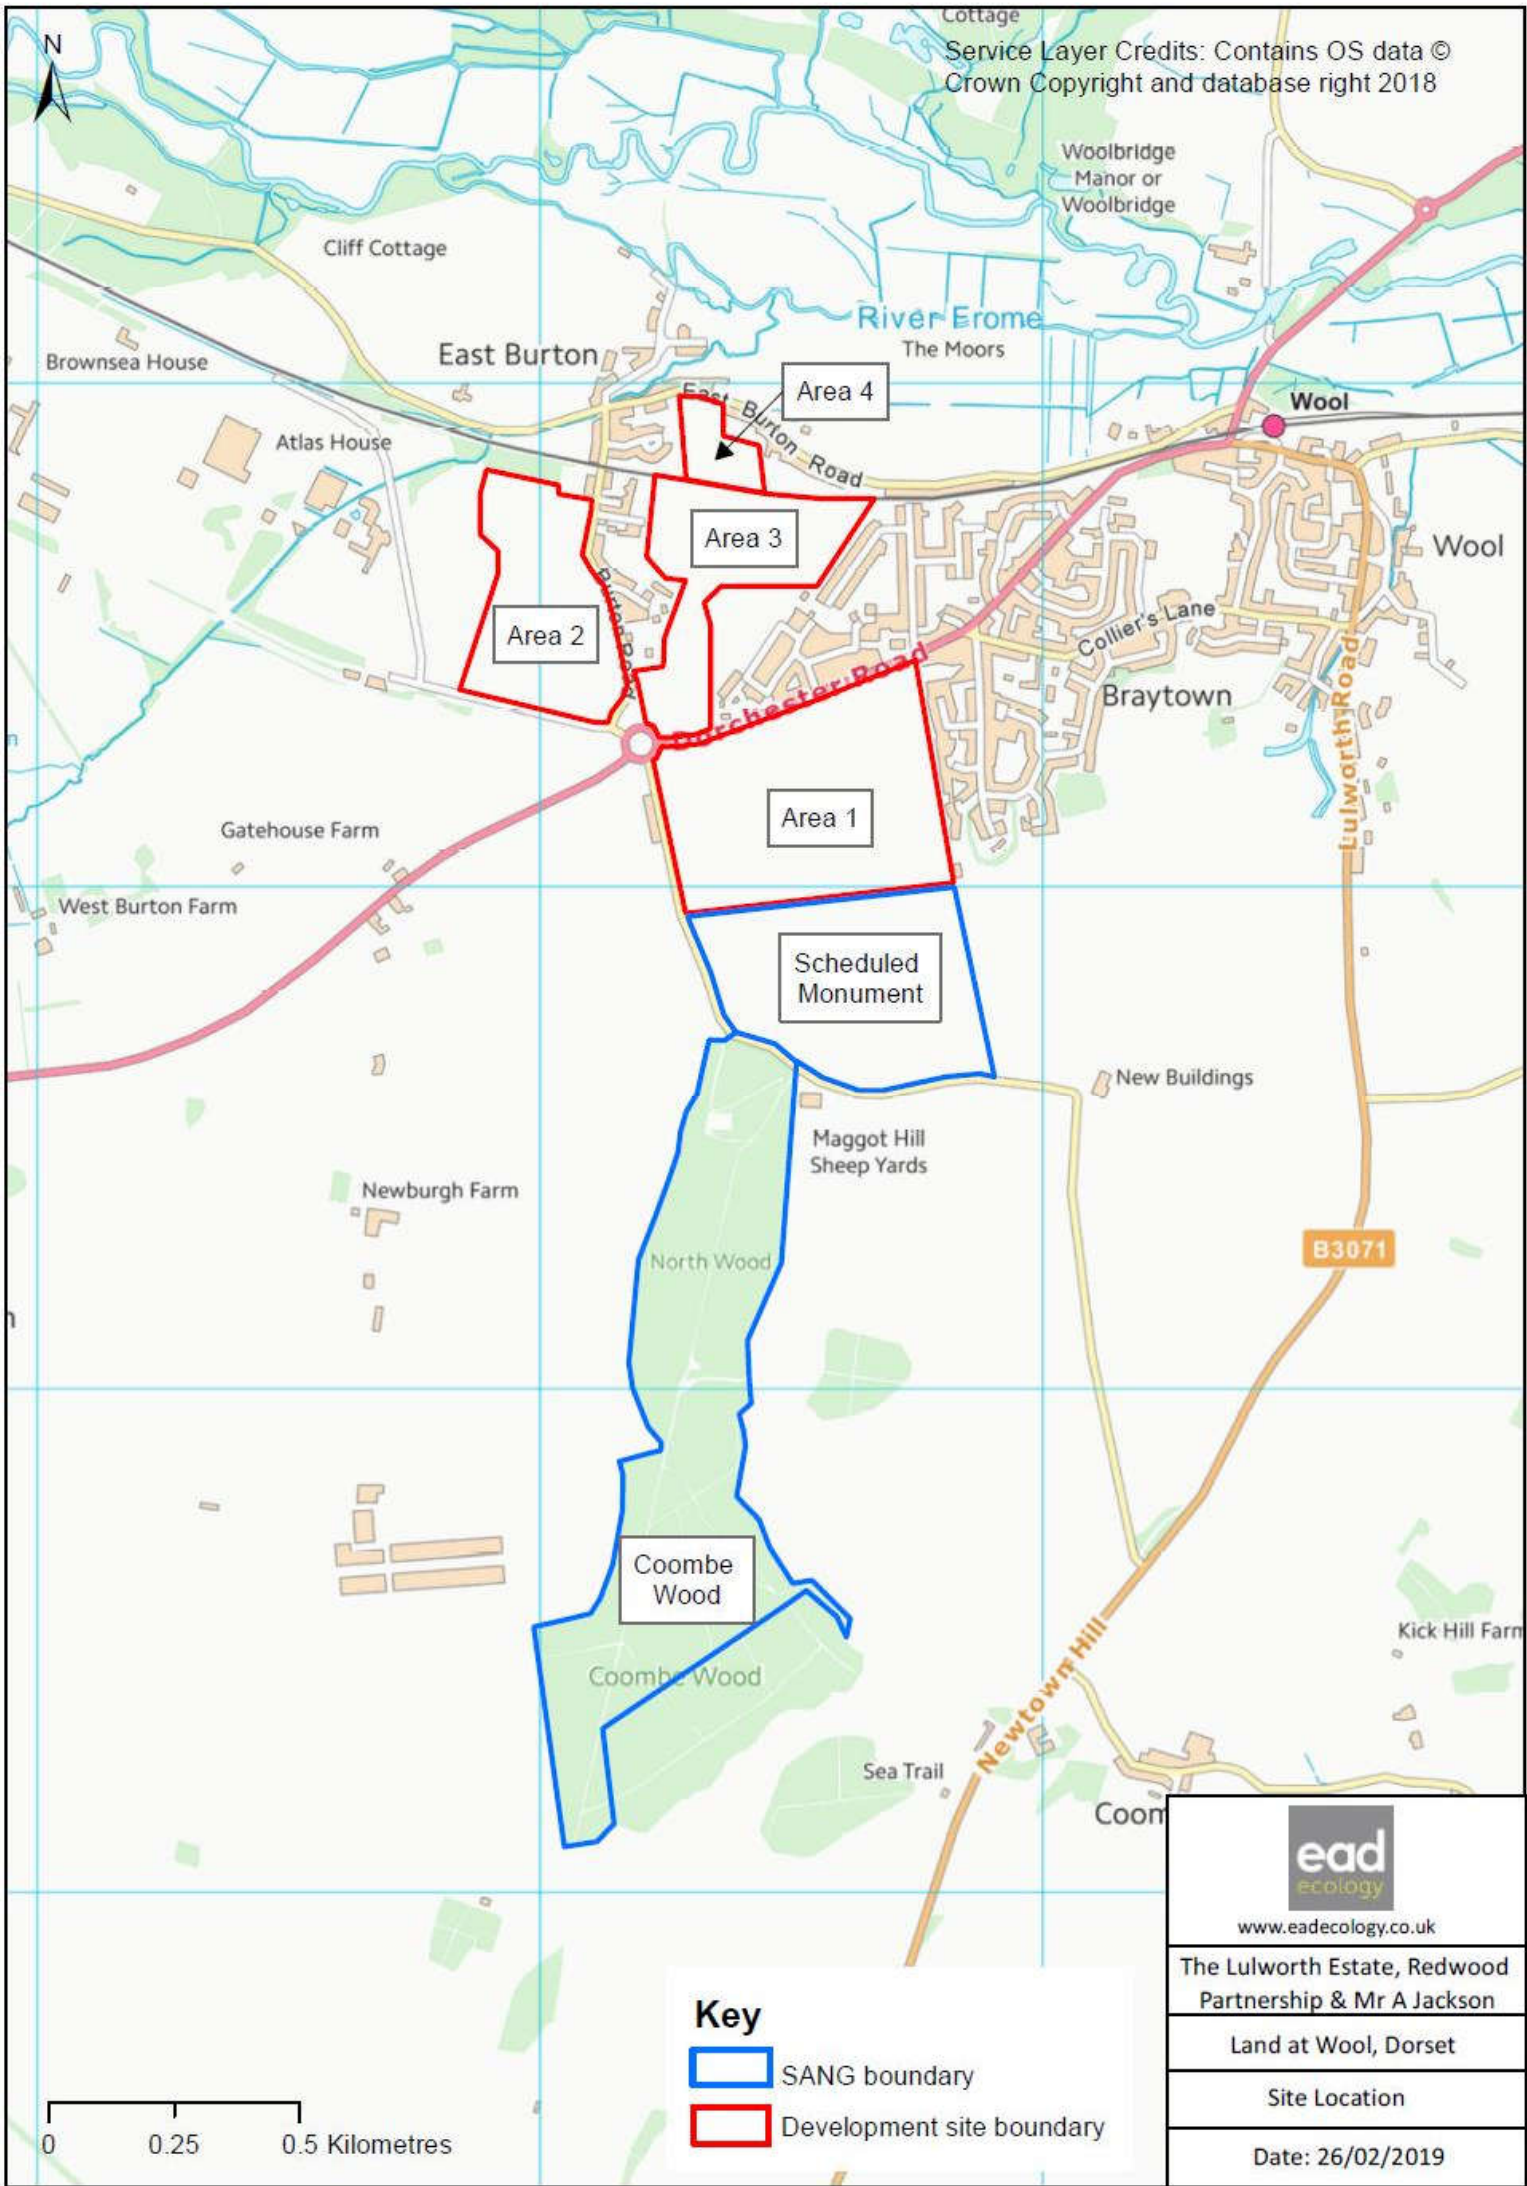 Cottage
N
Service Layer Credits: Contains OS data ©
Crown Copyright and database right 2018
Woolbridge
Manor or
Woolbridge
Cliff Cottage
River Frome
The Moors
East Burton
Brownsea House
Area 4
East Burton Road
Wool
Atlas House
Area 3
Wool
Burton Road
Area 2
Collier's Lane
Dorchester Road
Braytown
Lulworth Road
Area 1
Gatehouse Farm
West Burton Farm
Scheduled
Monument
New Buildings
Maggot Hill
Sheep Yards
Newburgh Farm
North Wood
B3071
Coombe
Wood
Kick Hill Farm
Coombe Wood
Newtown Hill
Sea Trail
Coom
ead
ecology
www.eadecology.co.uk
The Lulworth Estate, Redwood
Partnership & Mr A Jackson
Land at Wool, Dorset
Site Location
Date: 26/02/2019
Key
SANG boundary
Development site boundary
0 0.25 0.5 Kilometres